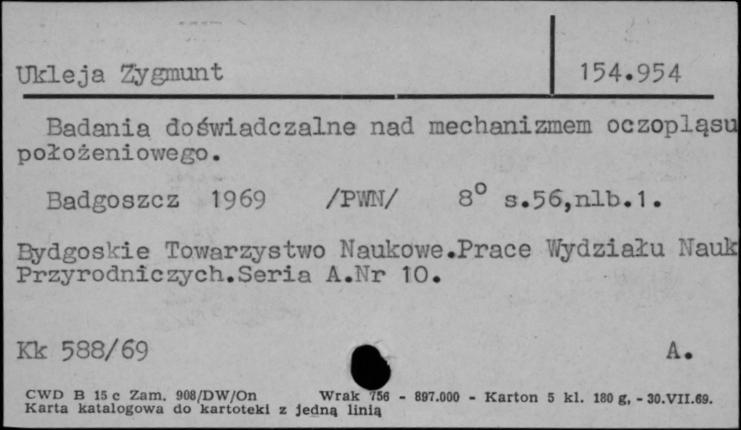 Ukleja Zygmunt 154.954
Badania doświadczalne nad mechanizmem oczopląsu
położeniowego.
Badgoszcz 1969 /PWN/ 8° s.56,nlb.1.
Bydgoskie Towarzystwo Naukowe.Prace Wydziału Nauk
Przyrodniczych.Seria A.Nr 10.
Kk 588/69 A.
CWD B 15 c Zam. 908/DW/On Wrak 756 - 897.000 - Karton 5 kl. 180 g, - 30.VII.69.
Karta katalogowa do kartoteki z jedną linią